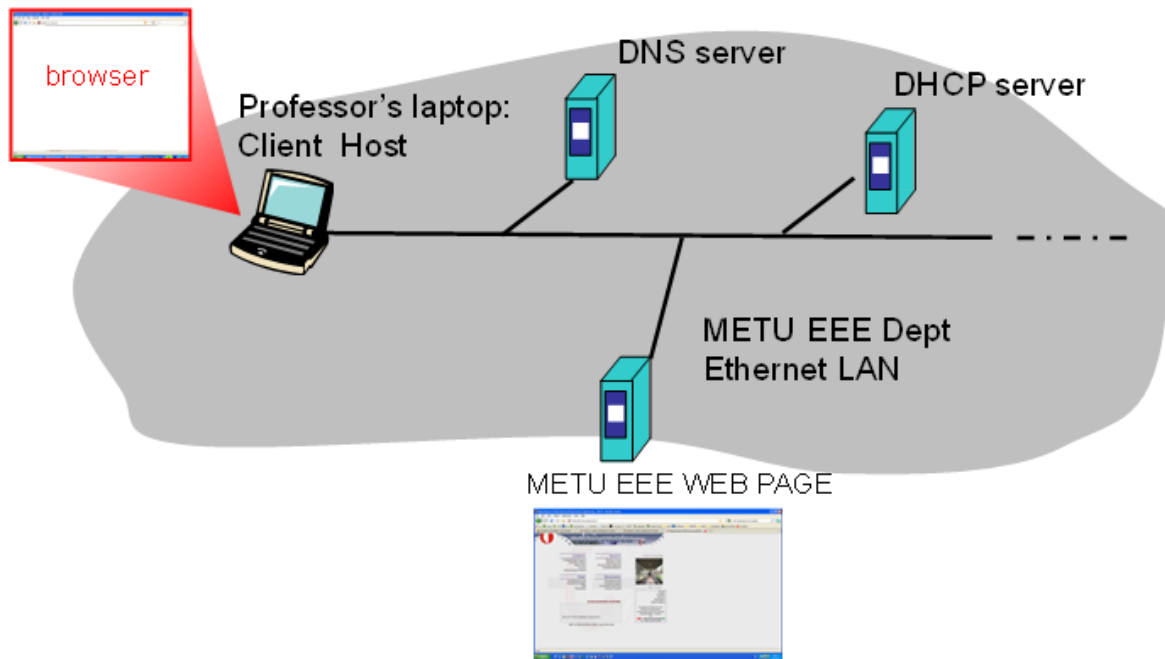 browser
DNS server
DHCP server
Professor's laptop:
Client Host
METU EEE Dept
Ethernet LAN
METU EEE WEB PAGE